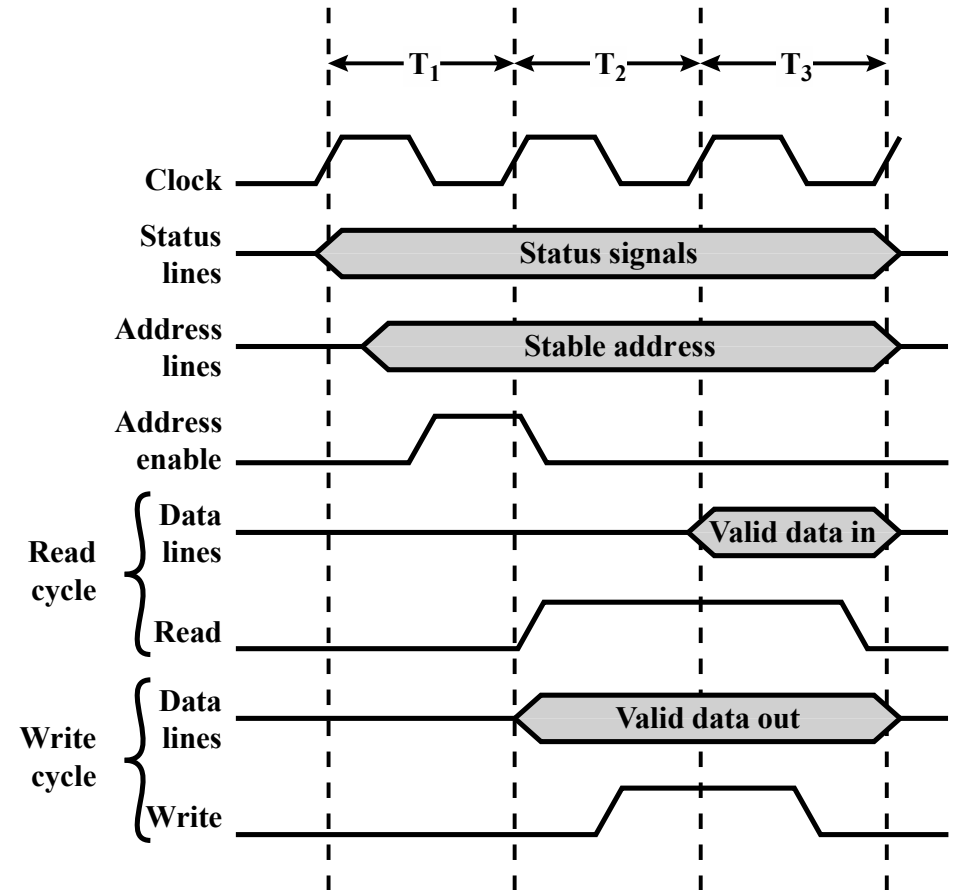 T1
T2
T3
Clock
Status
lines
Status signals
Address
lines
Stable address
Address
enable
Read
cycle
Data
lines
Valid data in
Read
Write
cycle
Data
lines
Valid data out
Write